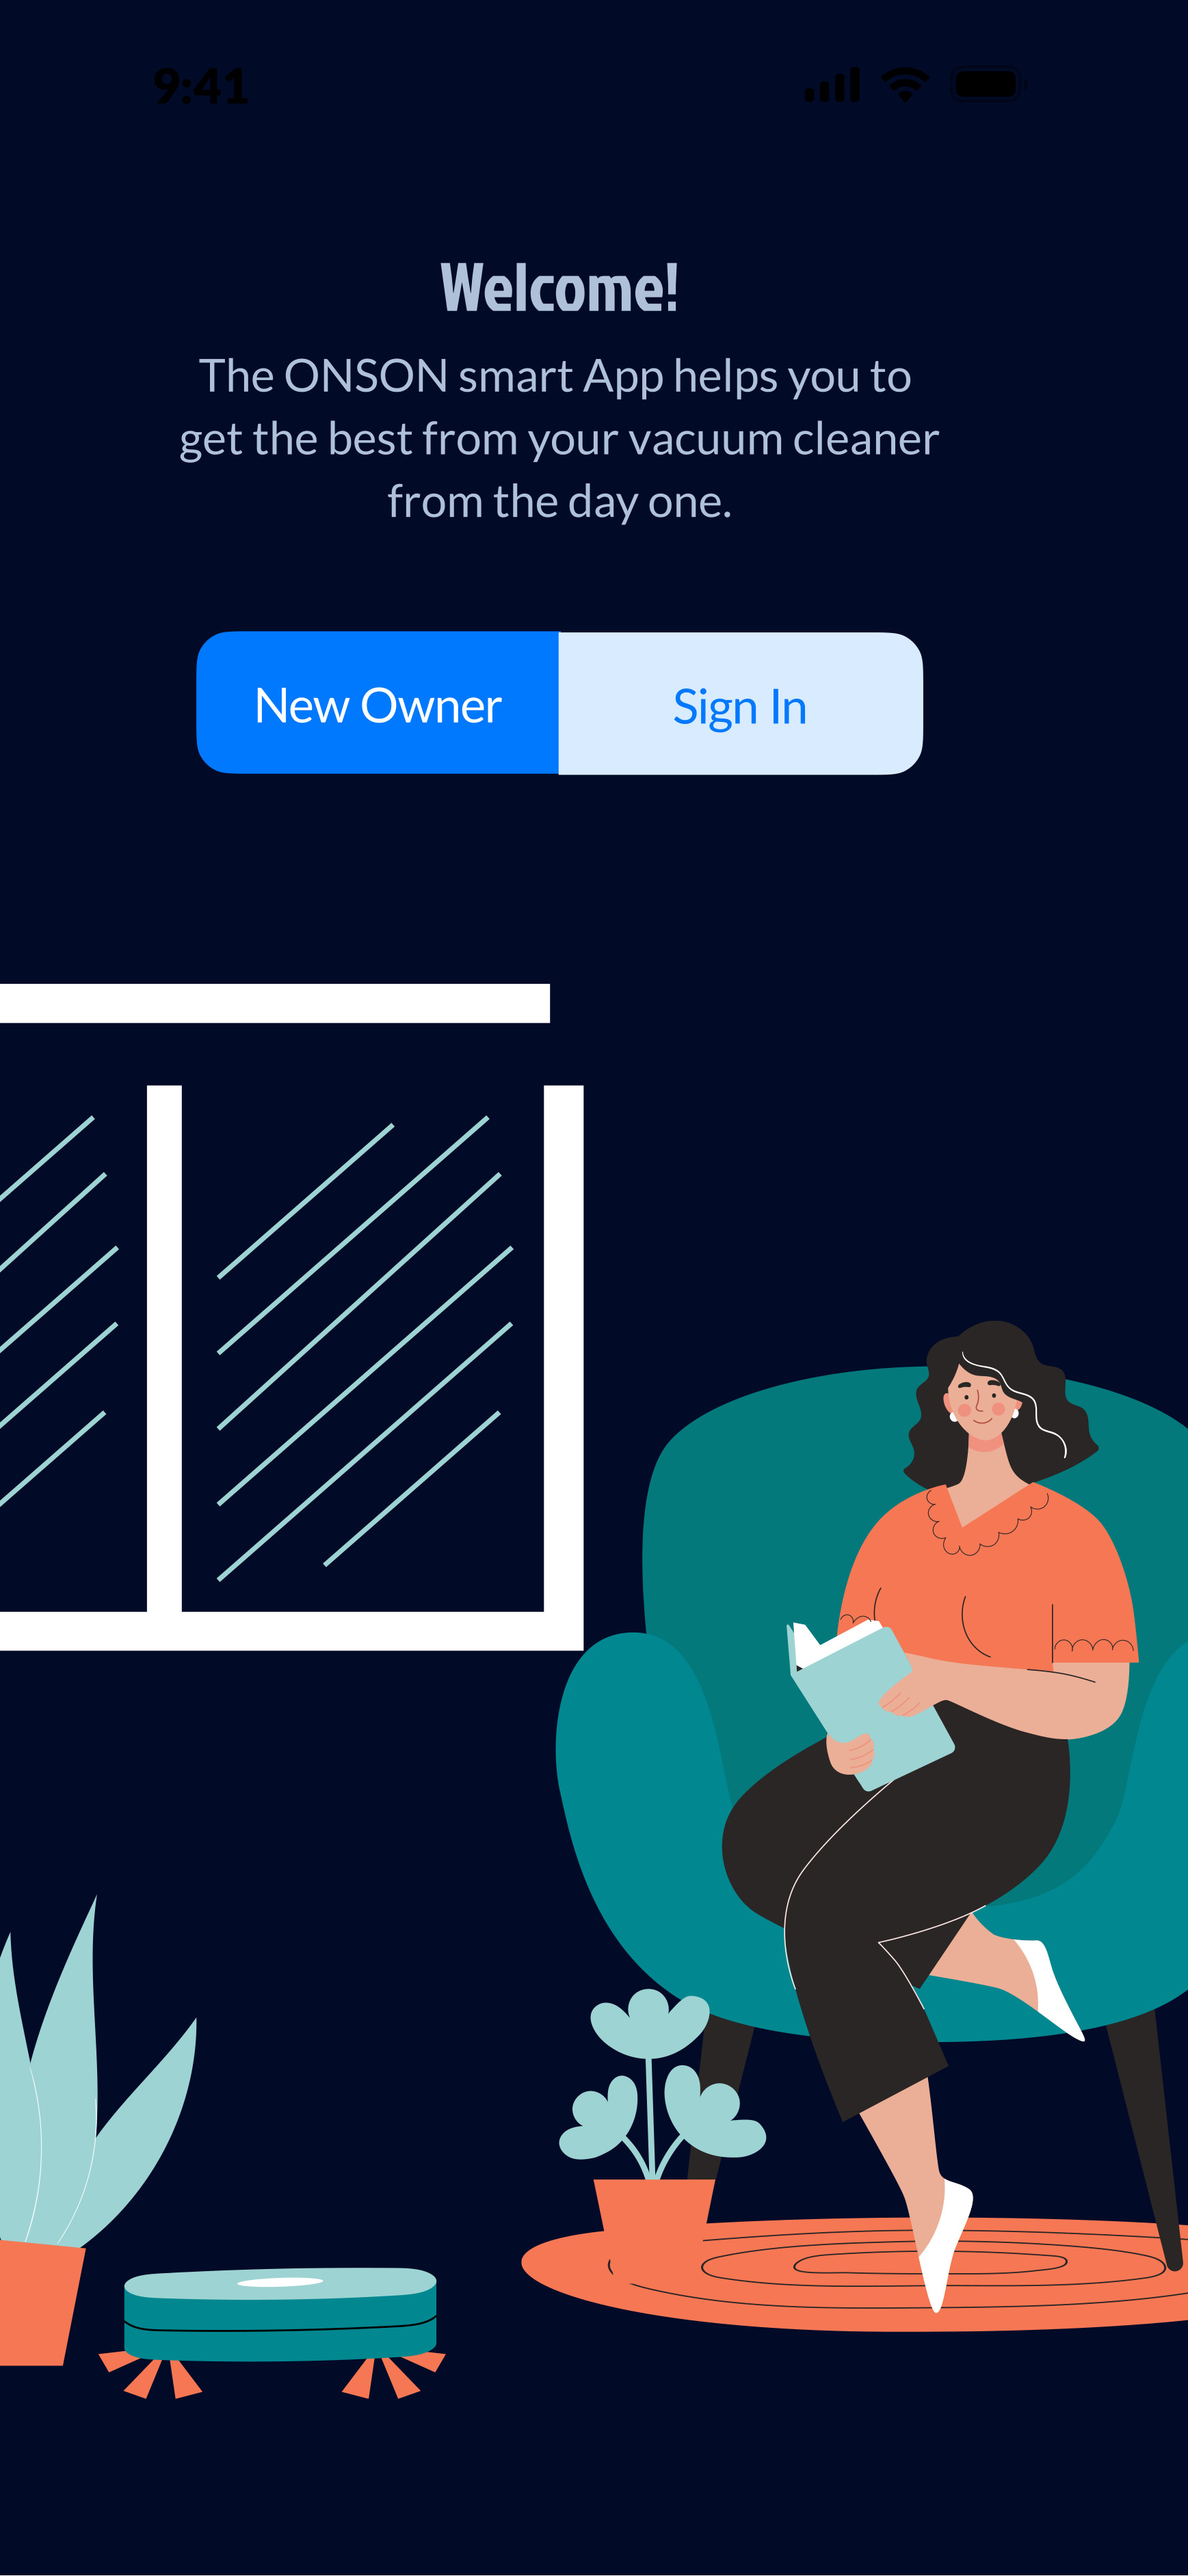 9:41
Welcome!
The ONSON smart App helps you to
get the best from your vacuum cleaner
from the day one.
New Owner
Sign In